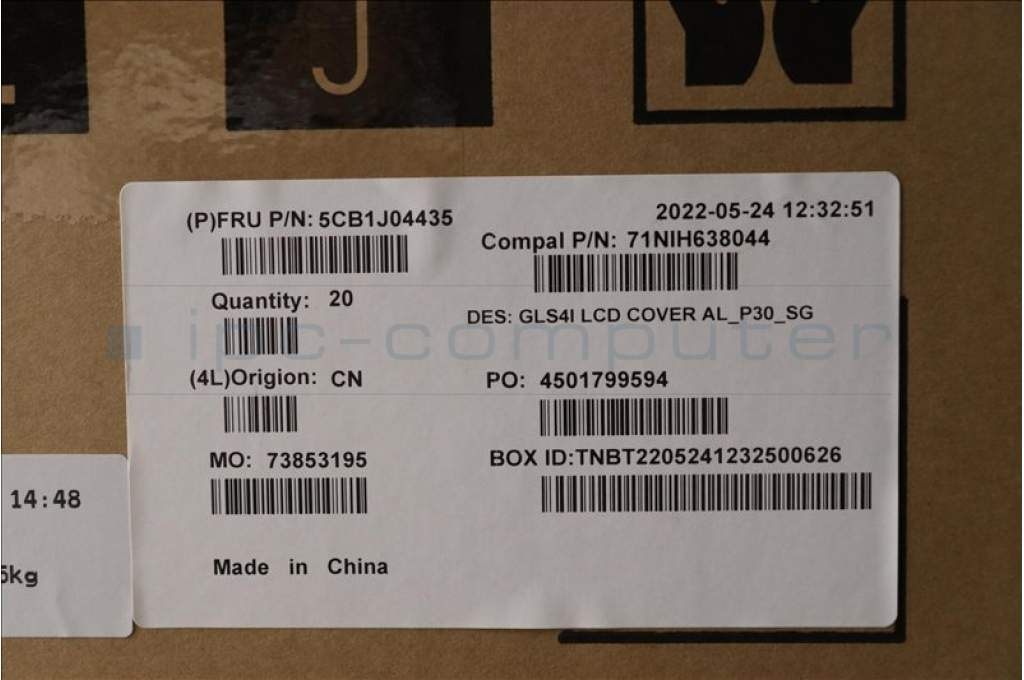 (P)FRU P/N: 5CB1J04435
2022-05-24 12:32:51
Compal P/N: 71NIH638044
Quantity: 20
DES: GLS4I LCD COVER AL_P30_SG
ipc-computer
(4L)Origion: CN
PO: 4501799594
MO: 73853195
BOX ID:TNBT2205241232500626
Made in China
14:48
5kg